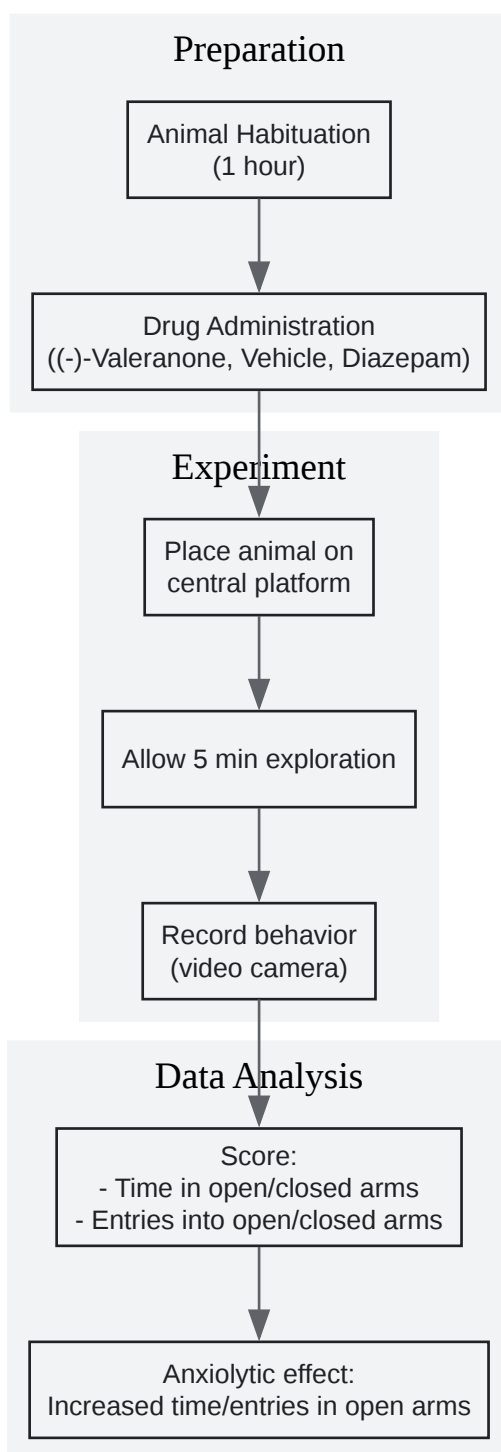 Preparation
Animal Habituation
(1 hour)
Drug Administration
((-)-Valeranone, Vehicle, Diazepam)
Experiment
Place animal on
central platform
Allow 5 min exploration
Record behavior
(video camera)
Data Analysis
Score:
- Time in open/closed arms
- Entries into open/closed arms
Anxiolytic effect:
Increased time/entries in open arms